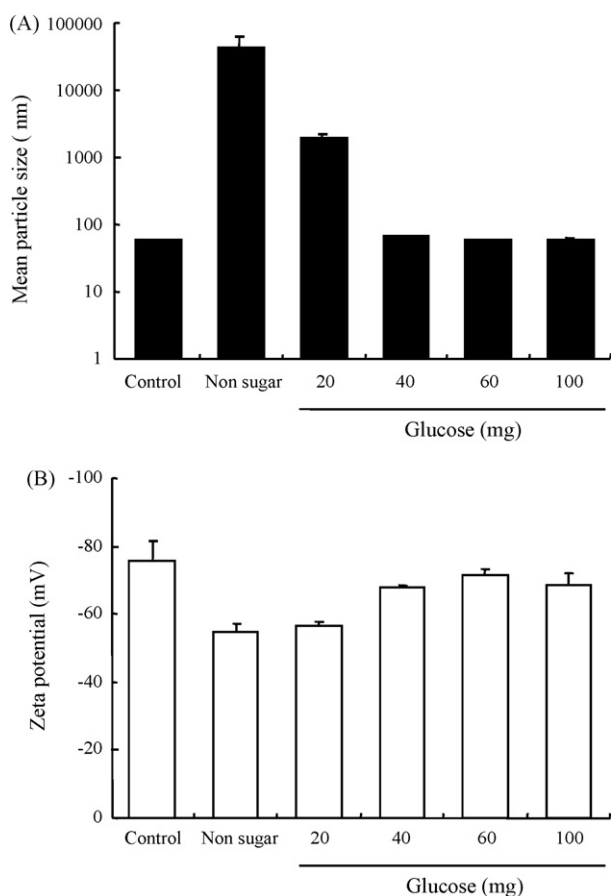 (A)
Mean particle size ( nm)
100000
10000
1000
100
10
1
Control Non sugar 20 40 60 100
Glucose (mg)
(B)
Zeta potential (mV)
-100
-80
-60
-40
-20
0
Control Non sugar 20 40 60 100
Glucose (mg)